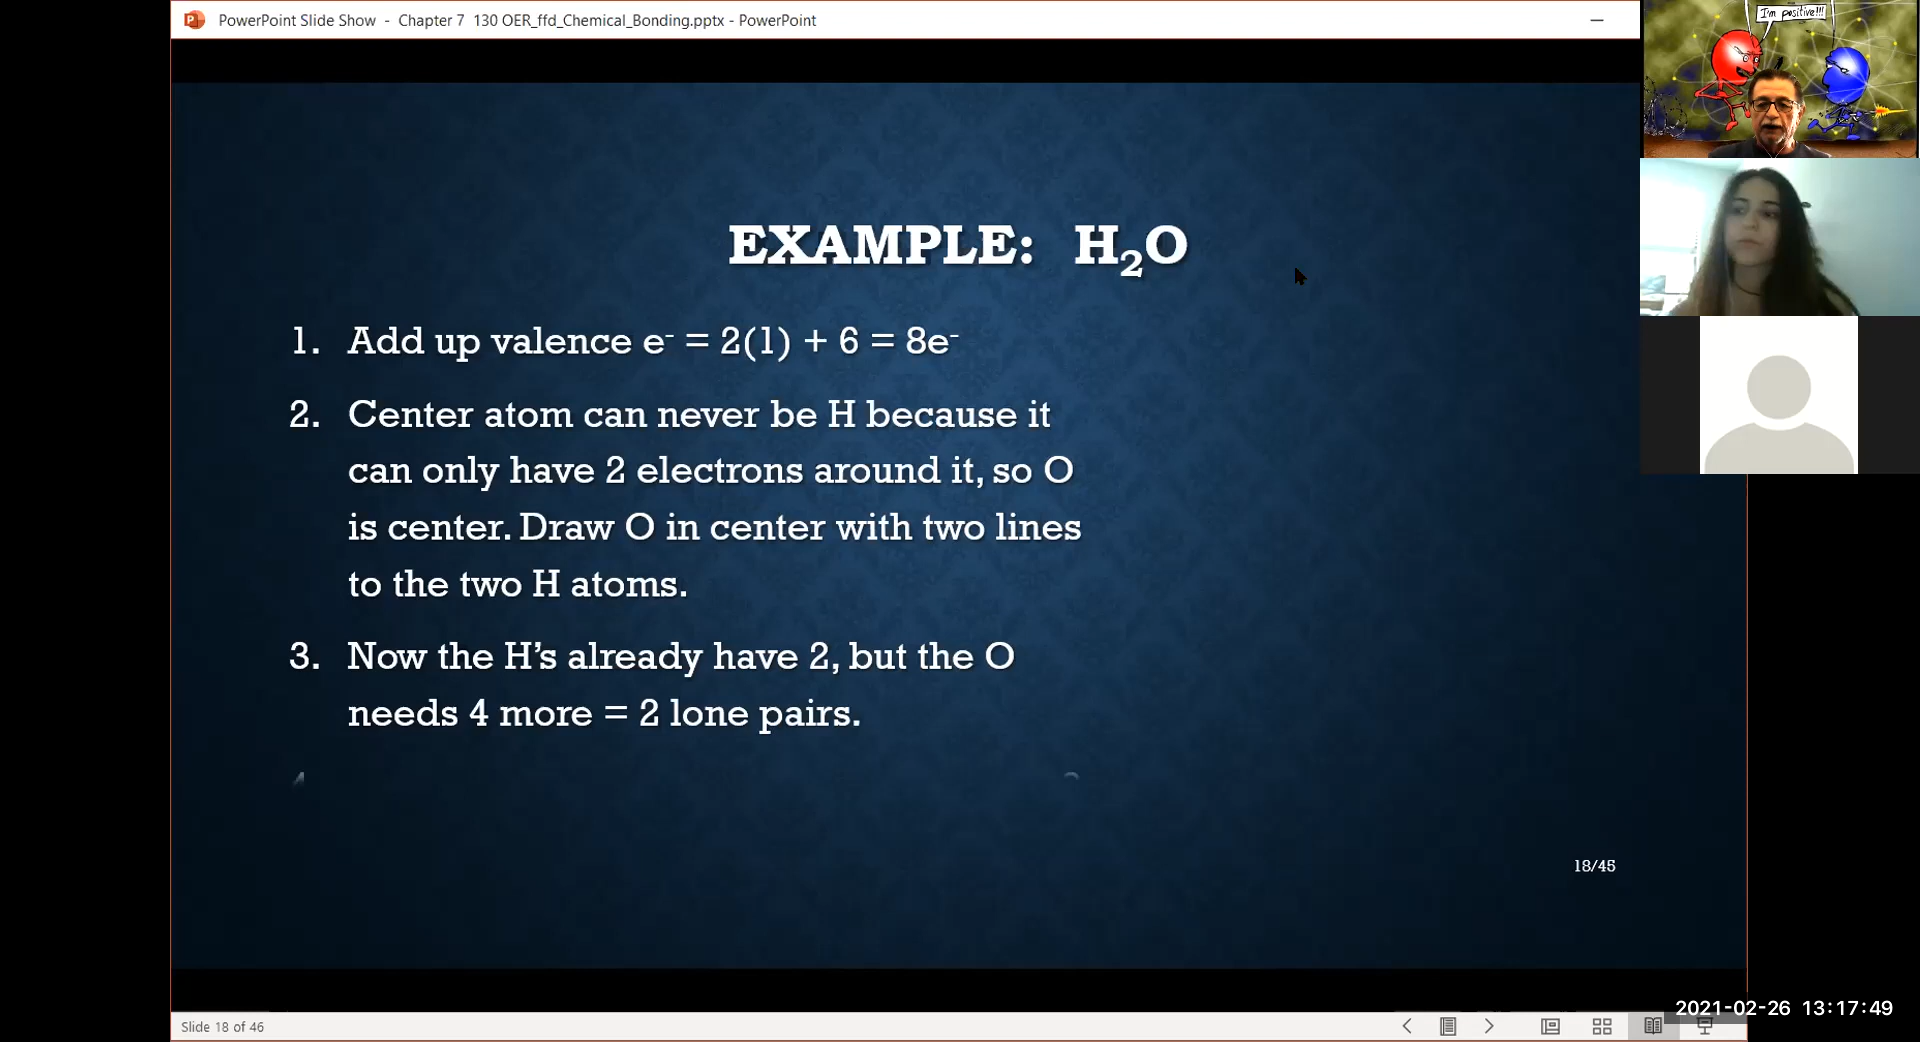 PowerPoint Slide Show - Chapter 7 130 OER_ffd_Chemical_Bonding.pptx - PowerPoint
I'm positive!!!
EXAMPLE: H₂O
1. Add up valence e⁻ = 2(1) + 6 = 8e⁻
2. Center atom can never be H because it
can only have 2 electrons around it, so O
is center. Draw O in center with two lines
to the two H atoms.
3. Now the H’s already have 2, but the O
needs 4 more = 2 lone pairs.
18/45
2021-02-26 13:17:49
Slide 18 of 46